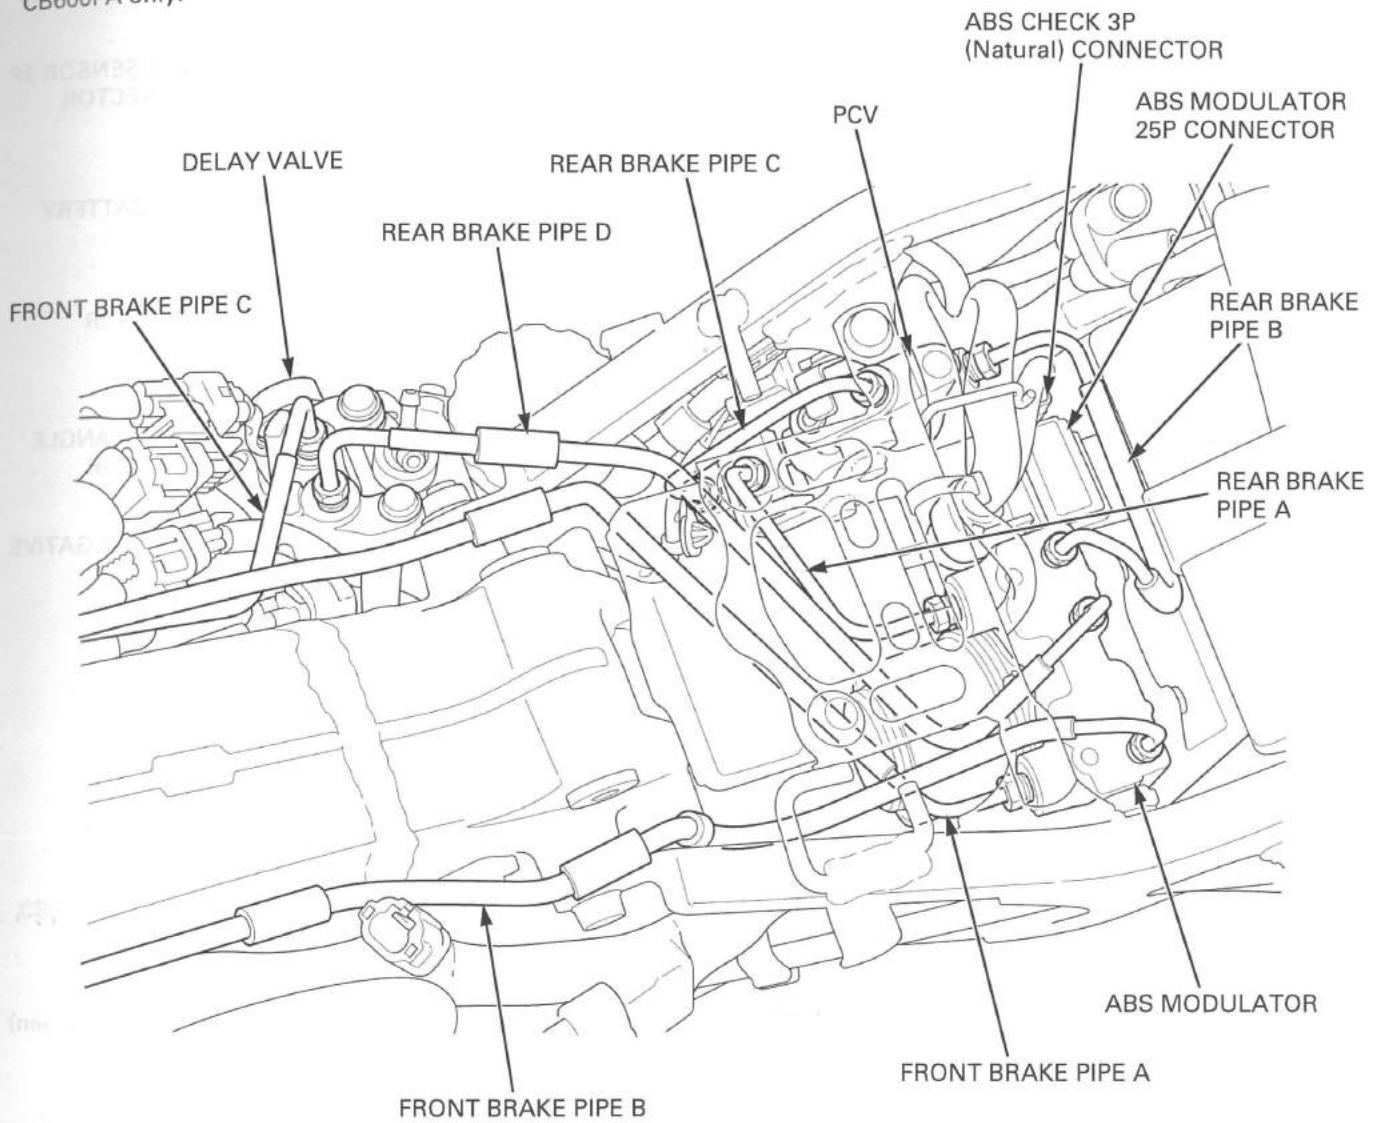 ABS CHECK 3P
(Natural) CONNECTOR
ABS MODULATOR
25P CONNECTOR
PCV
DELAY VALVE
REAR BRAKE PIPE C
REAR BRAKE PIPE D
FRONT BRAKE PIPE C
REAR BRAKE
PIPE B
REAR BRAKE
PIPE A
ABS MODULATOR
FRONT BRAKE PIPE A
FRONT BRAKE PIPE B